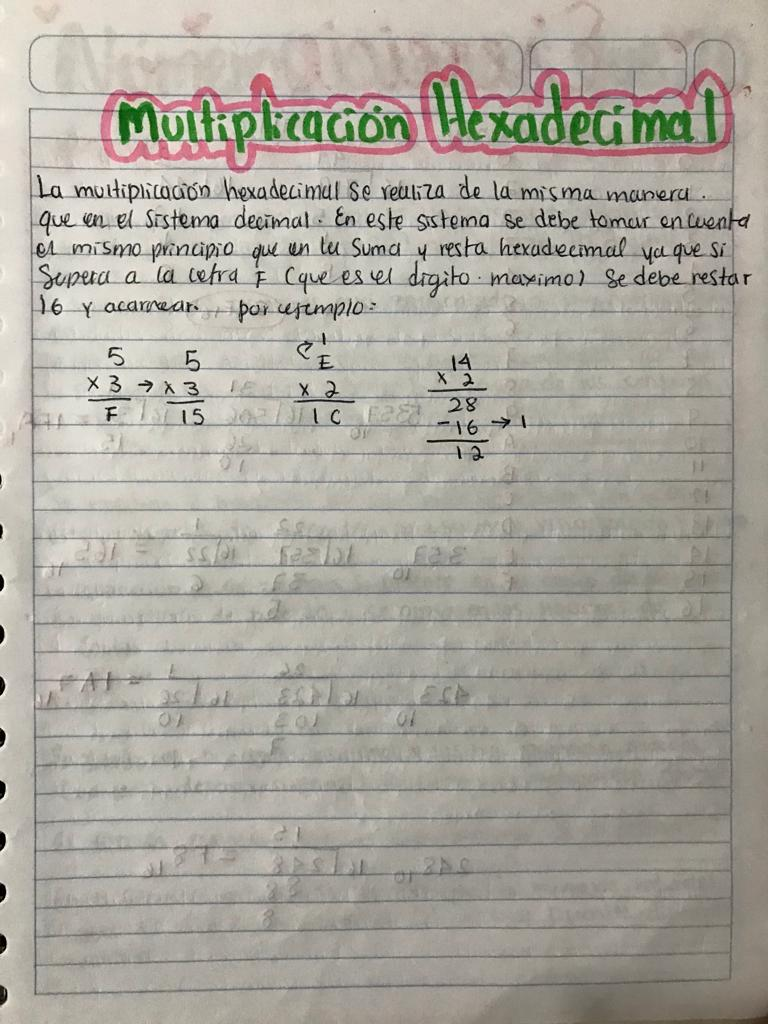 Multiplicación Hexadecimal
La multiplicación hexadecimal se realiza de la misma manera.
que en el sistema decimal. En este sistema se debe tomar en cuenta
el mismo principio que en la suma y resta hexadecimal ya que si
supera a la letra F (que es el digito. maximo) se debe restar
16 y acarrear. por ejemplo:
5 5 1 E 14
x 3 → x 3 x 2 x 2
F 15 1C 28
-16 → 1
12